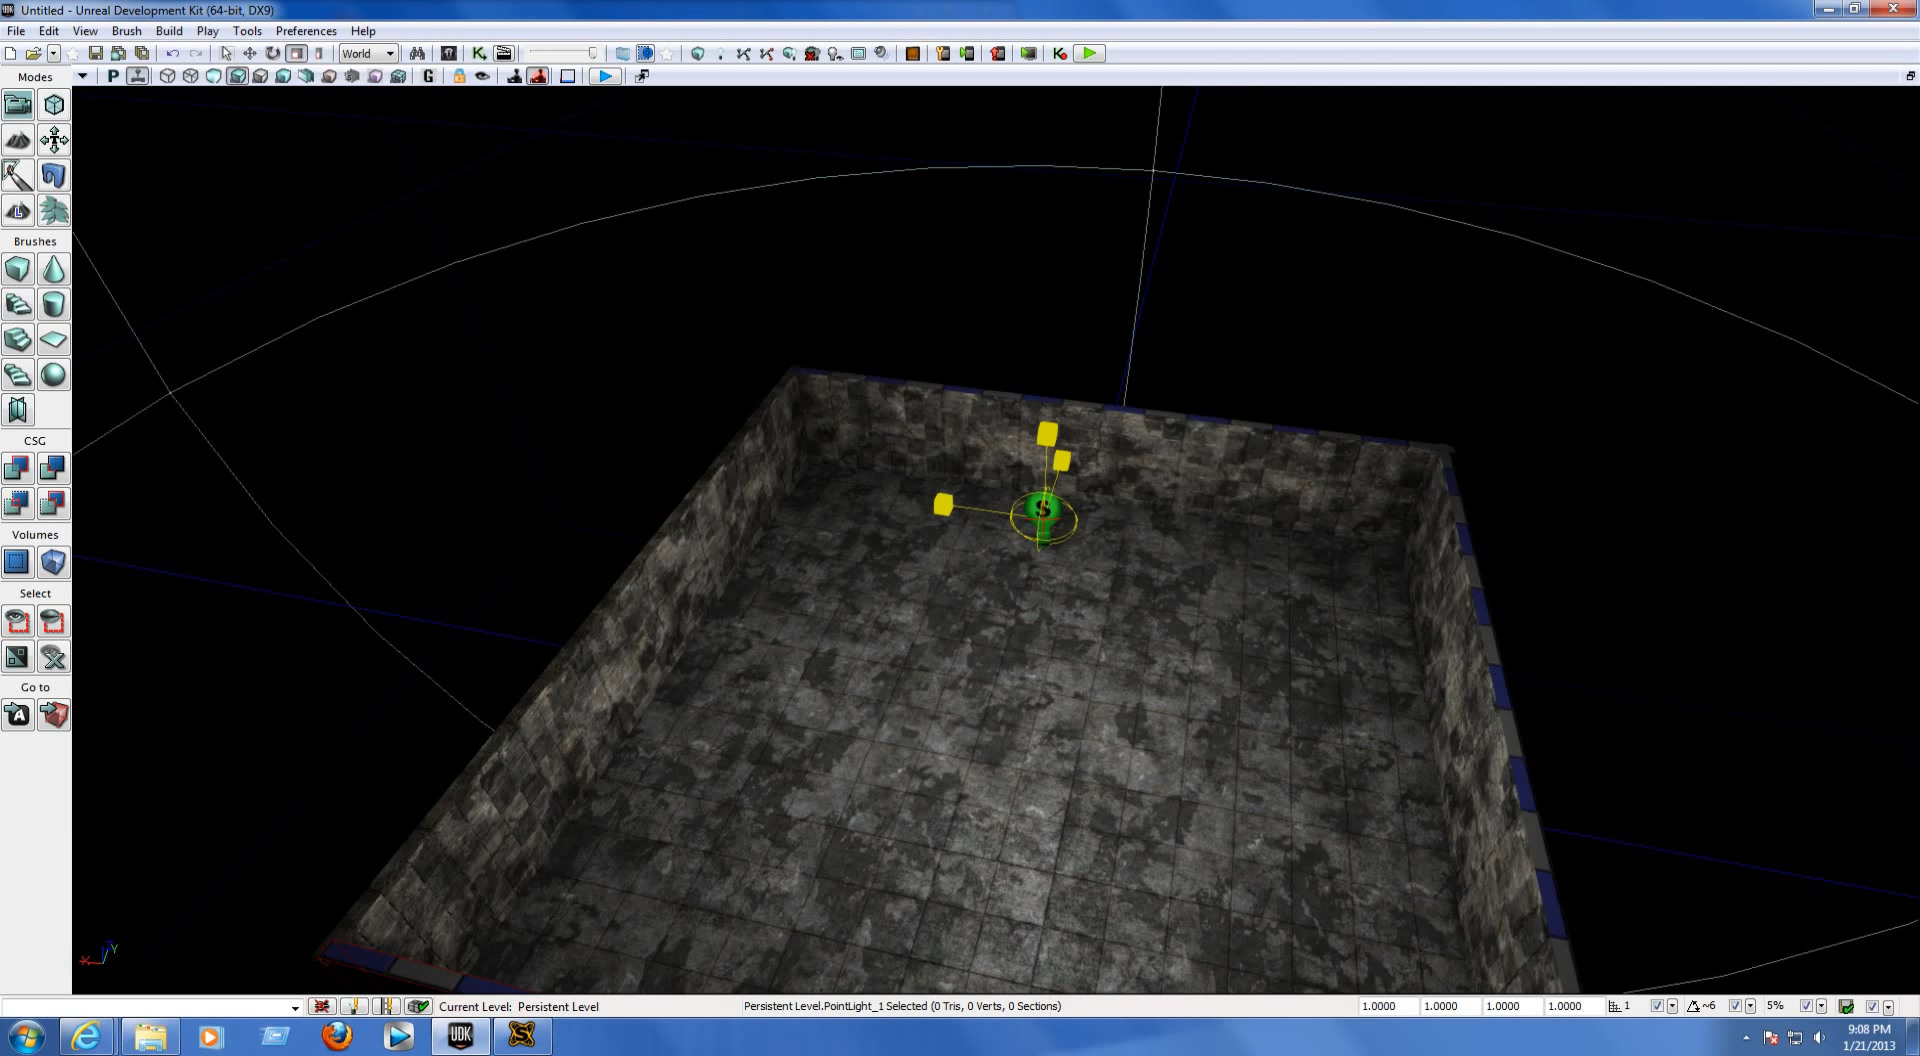 Untitled - Unreal Development Kit (64-bit, DX9)
File Edit View Brush Build Play Tools Preferences Help
World
Modes
P
G
Brushes
CSG
Volumes
Select
Go to
A
S
X
Y
Current Level: Persistent Level
Persistent Level.PointLight_1 Selected (0 Tris, 0 Verts, 0 Sections)
1.0000 1.0000 1.0000 1.0000
1
~6
5%
UDK
9:08 PM
1/21/2013